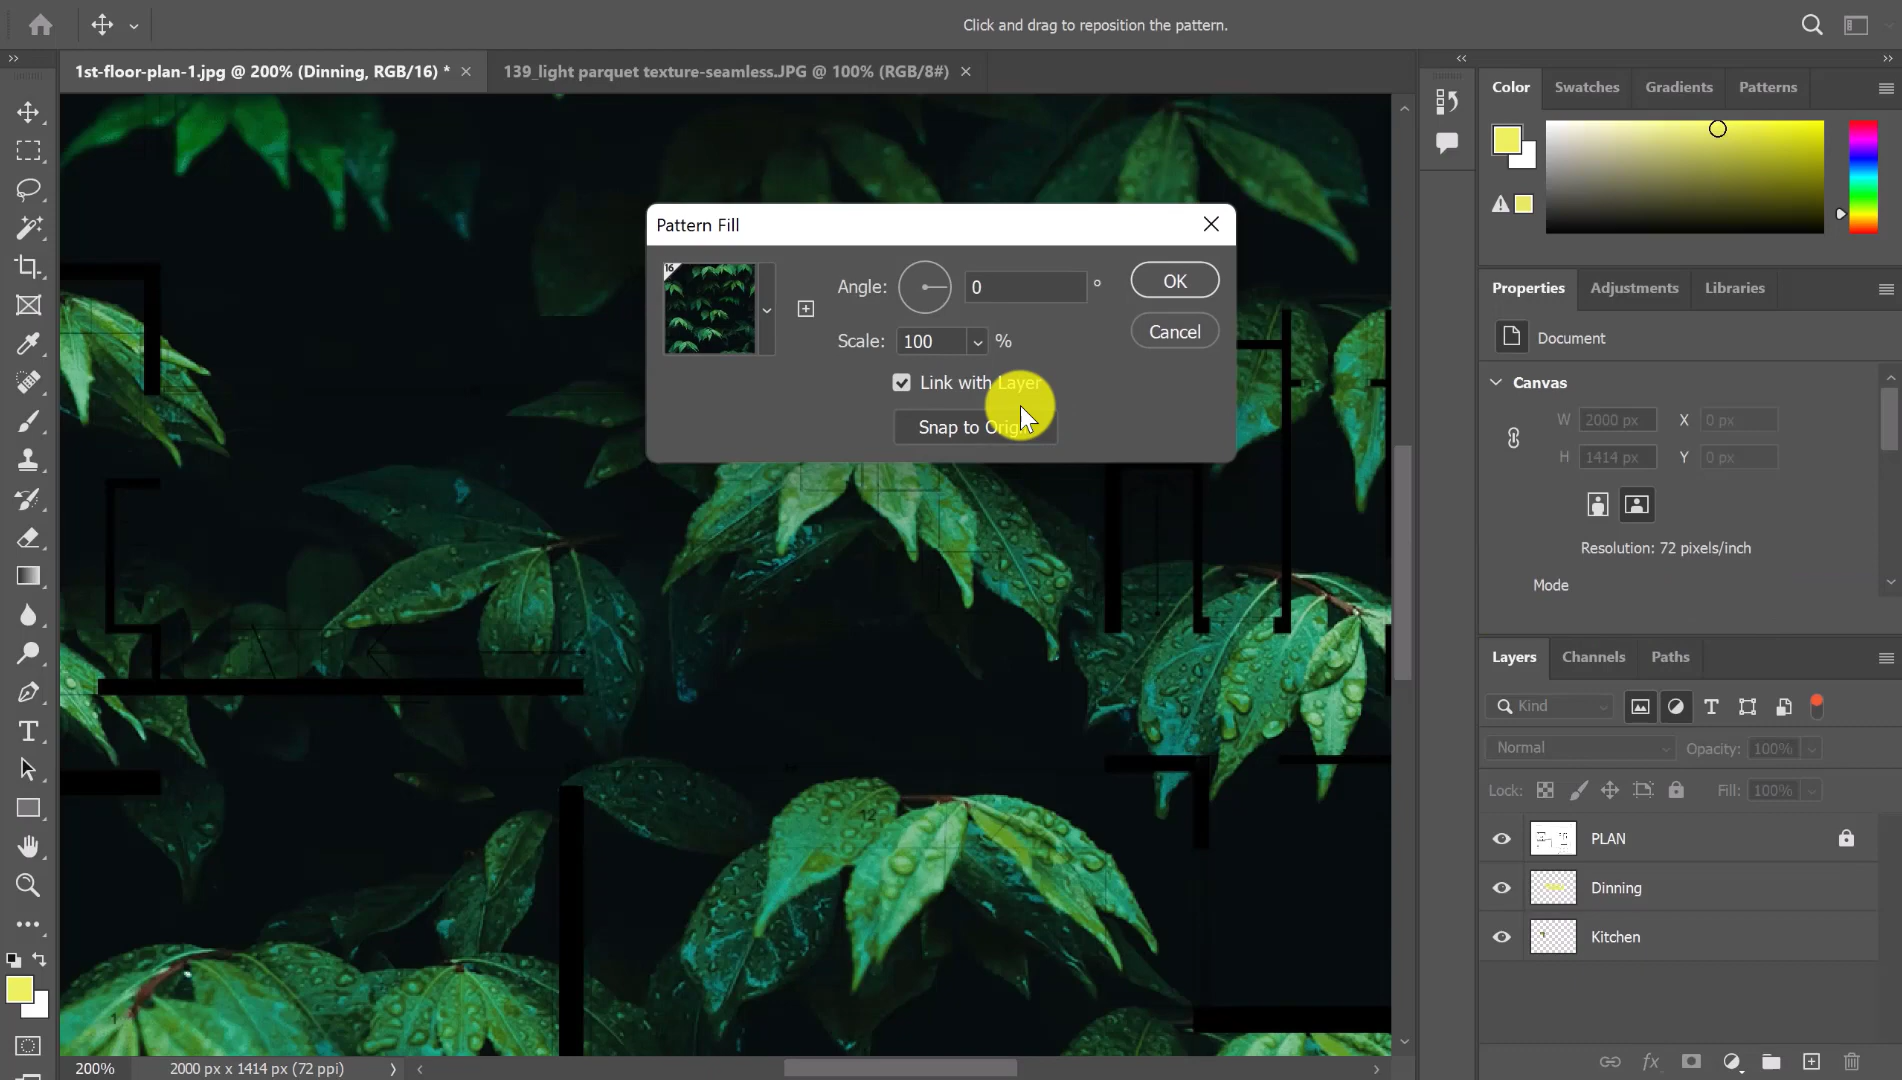 Click and drag to reposition the pattern.
1st-floor-plan-1.jpg @ 200% (Dinning, RGB/16) *
139_light parquet texture-seamless.JPG @ 100% (RGB/8#)
Color
Swatches
Gradients
Patterns
Pattern Fill
16
Angle:
0
°
OK
Scale:
100
%
Cancel
Link with Layer
Snap to Origin
Properties
Adjustments
Libraries
Document
Canvas
W 2000 px X 0 px
H 1414 px Y 0 px
Resolution: 72 pixels/inch
Mode
Layers
Channels
Paths
Kind
Normal
Opacity: 100%
Lock:
Fill: 100%
PLAN
Dinning
Kitchen
12
1
200%
2000 px x 1414 px (72 ppi)